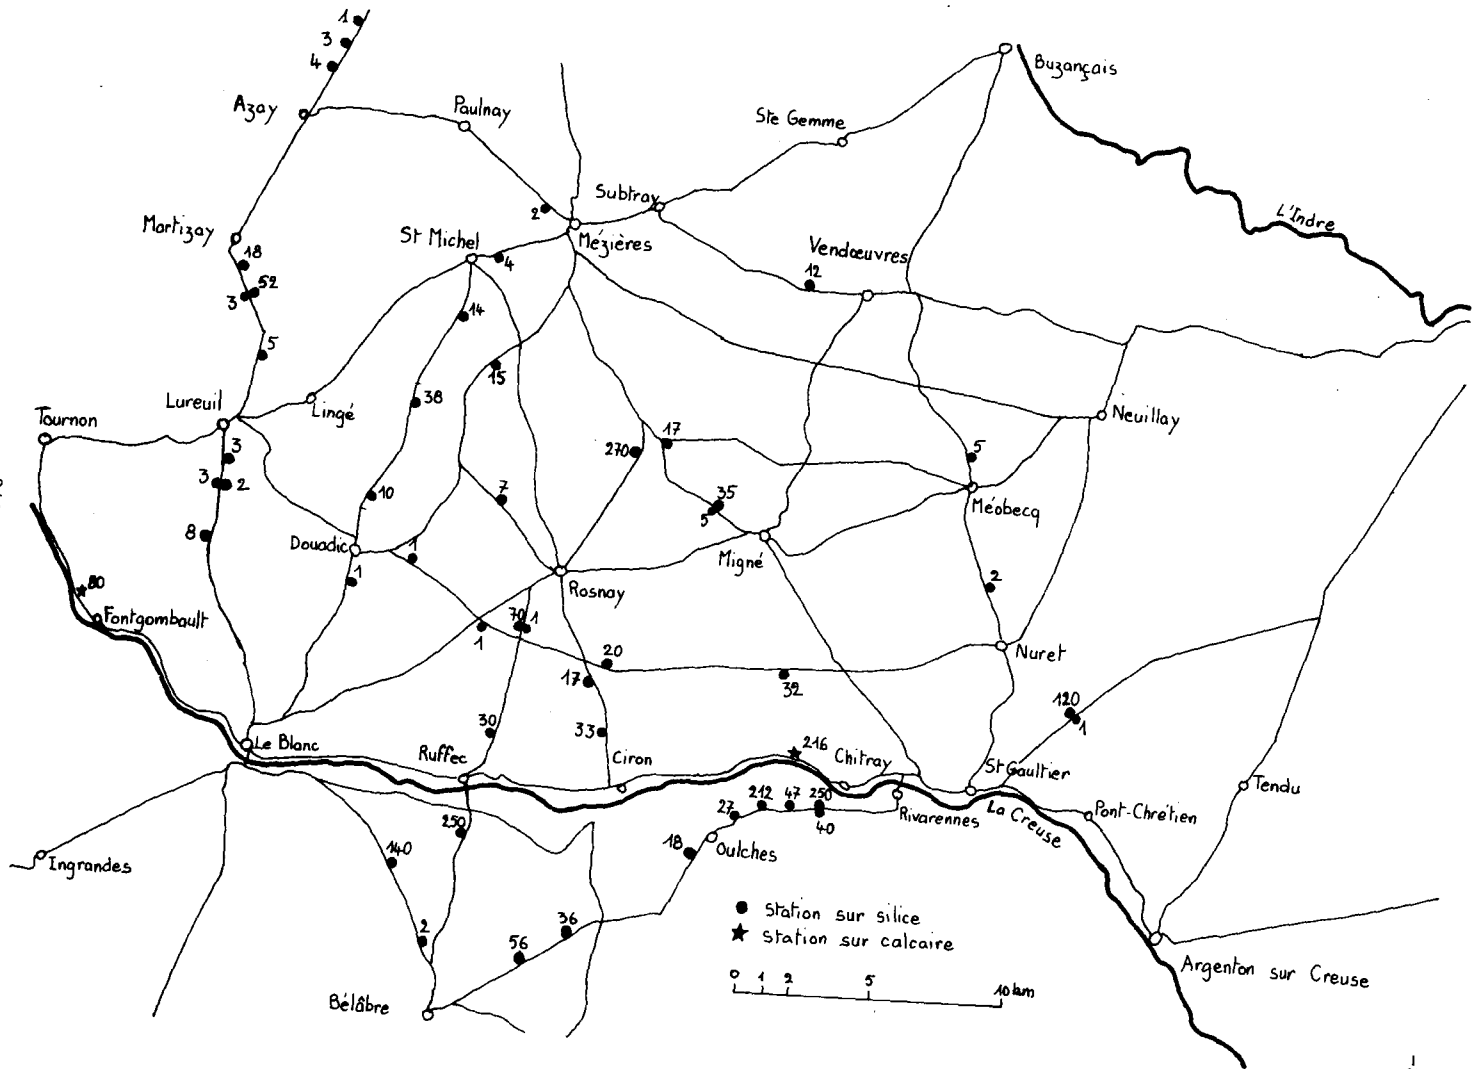 1
3
4
Azay
Paulnay
Ste Gemme
Buzançais
L'Indre
Subtray
2
Martizay
St Michel
Mézières
4
Vendœuvres
12
18
52
3
14
5
15
38
Lureuil
Lingé
Tournon
Neuillay
3
3
2
270
17
5
10
7
35
5
Méobecq
8
Douadic
1
Migné
1
Rosnay
2
80
Fontgombault
70
1
1
20
Nuret
17
32
120
1
30
33
Le Blanc
Ruffec
Ciron
216
Chitray
St Gaultier
Tendu
250
27
212
47
250
40
Rivarennes
La Creuse
Pont-Chrétien
140
18
Oulches
Ingrandes
2
36
56
Station sur silice
Station sur calcaire
0 1 2 5 10 km
Bélâbre
Argenton sur Creuse